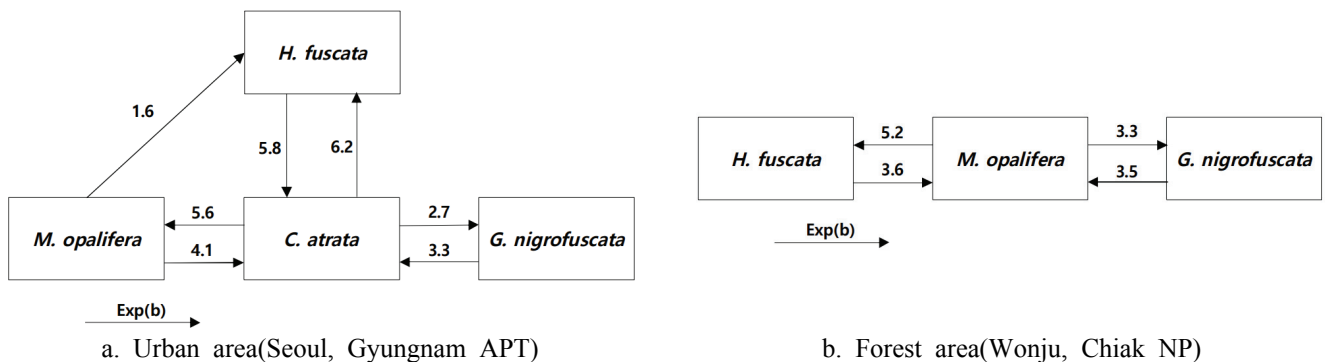 H. fuscata
1.6
5.8
6.2
M. opalifera
5.6
4.1
C. atrata
2.7
3.3
G. nigrofuscata
Exp(b)
a. Urban area(Seoul, Gyungnam APT)
H. fuscata
5.2
3.6
M. opalifera
3.3
3.5
G. nigrofuscata
Exp(b)
b. Forest area(Wonju, Chiak NP)